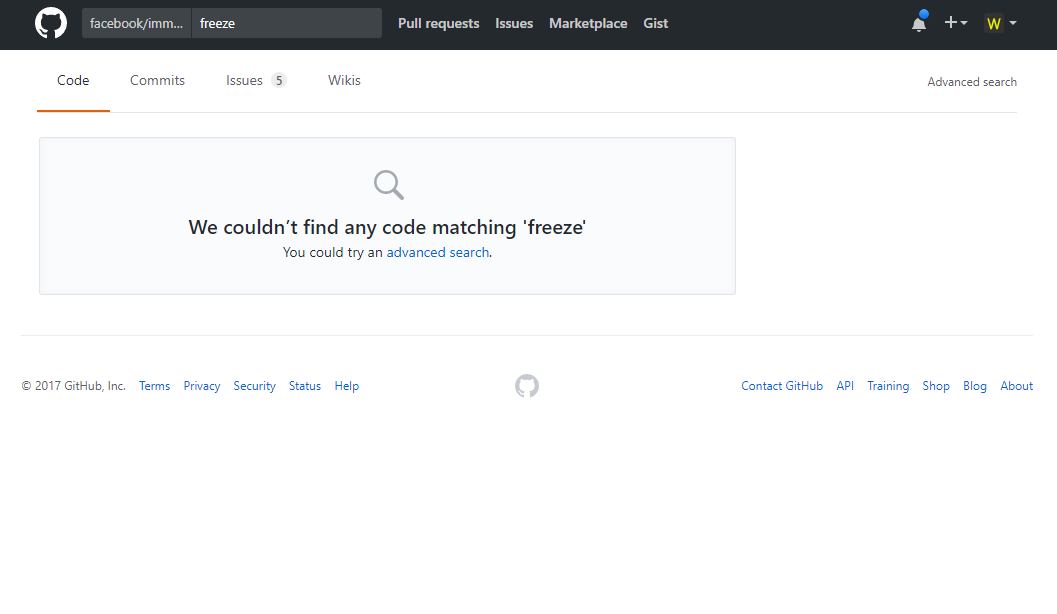 facebook/imm... freeze Pull requests Issues Marketplace Gist W
Code Commits Issues 5 Wikis Advanced search
We couldn’t find any code matching 'freeze'
You could try an advanced search.
© 2017 GitHub, Inc. Terms Privacy Security Status Help Contact GitHub API Training Shop Blog About